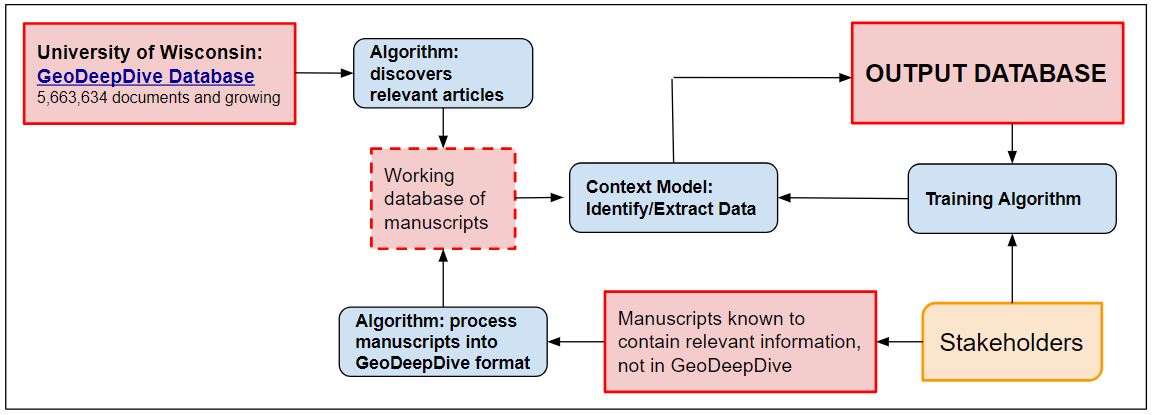 University of Wisconsin:
GeoDeepDive Database
5,663,634 documents and growing
Algorithm:
discovers
relevant articles
OUTPUT DATABASE
Working
database of
manuscripts
Context Model:
Identify/Extract Data
Training Algorithm
Algorithm: process
manuscripts into
GeoDeepDive format
Manuscripts known to
contain relevant information,
not in GeoDeepDive
Stakeholders